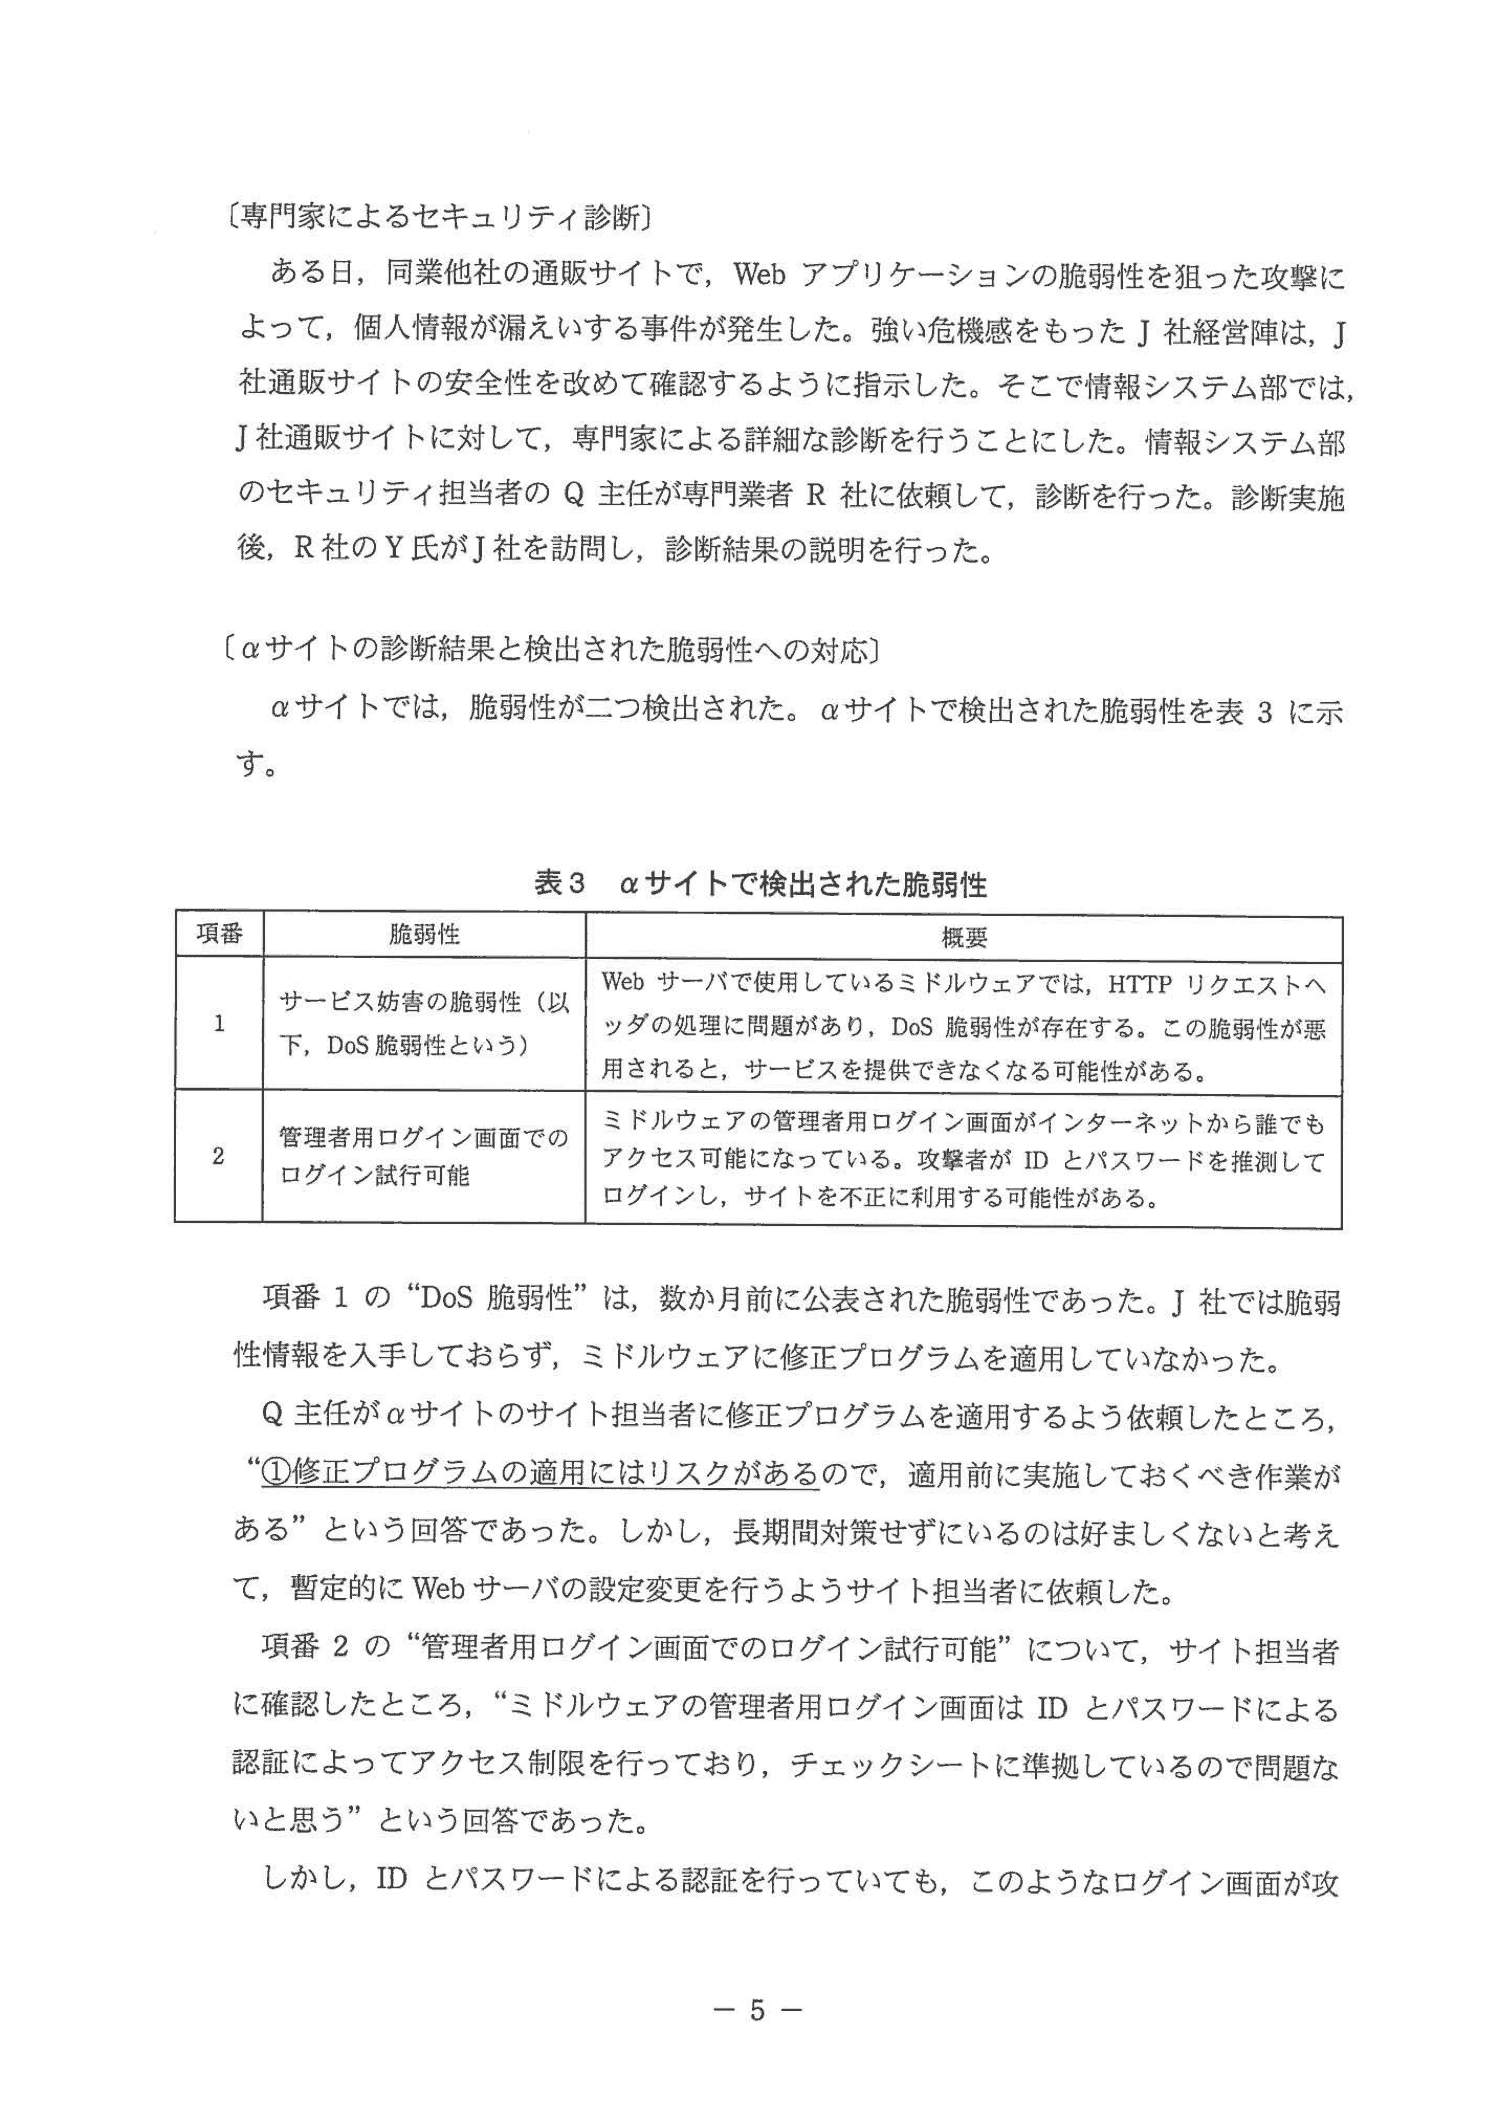 〔専門家によるセキュリティ診断〕
ある日，同業他社の通販サイトで，Web アプリケーションの脆弱性を狙った攻撃に
よって，個人情報が漏えいする事件が発生した。強い危機感をもった J 社経営陣は，J
社通販サイトの安全性を改めて確認するように指示した。そこで情報システム部では，
J 社通販サイトに対して，専門家による詳細な診断を行うことにした。情報システム部
のセキュリティ担当者の Q 主任が専門業者 R 社に依頼して，診断を行った。診断実施
後，R 社の Y 氏が J 社を訪問し，診断結果の説明を行った。
〔αサイトの診断結果と検出された脆弱性への対応〕
αサイトでは，脆弱性が二つ検出された。αサイトで検出された脆弱性を表 3 に示
す。
表3　αサイトで検出された脆弱性
項番　脆弱性　概要
1
サービス妨害の脆弱性（以
下，DoS 脆弱性という）
Web サーバで使用しているミドルウェアでは，HTTP リクエストヘ
ッダの処理に問題があり，DoS 脆弱性が存在する。この脆弱性が悪
用されると，サービスを提供できなくなる可能性がある。
2
管理者用ログイン画面での
ログイン試行可能
ミドルウェアの管理者用ログイン画面がインターネットから誰でも
アクセス可能になっている。攻撃者が ID とパスワードを推測して
ログインし，サイトを不正に利用する可能性がある。
項番 1 の“DoS 脆弱性”は，数か月前に公表された脆弱性であった。J 社では脆弱
性情報を入手しておらず，ミドルウェアに修正プログラムを適用していなかった。
Q 主任がαサイトのサイト担当者に修正プログラムを適用するよう依頼したところ，
“①修正プログラムの適用にはリスクがあるので，適用前に実施しておくべき作業が
ある”という回答であった。しかし，長期間対策せずにいるのは好ましくないと考え
て，暫定的に Web サーバの設定変更を行うようサイト担当者に依頼した。
項番 2 の“管理者用ログイン画面でのログイン試行可能”について，サイト担当者
に確認したところ，“ミドルウェアの管理者用ログイン画面は ID とパスワードによる
認証によってアクセス制限を行っており，チェックシートに準拠しているので問題な
いと思う”という回答であった。
しかし，ID とパスワードによる認証を行っていても，このようなログイン画面が攻
－ 5 －